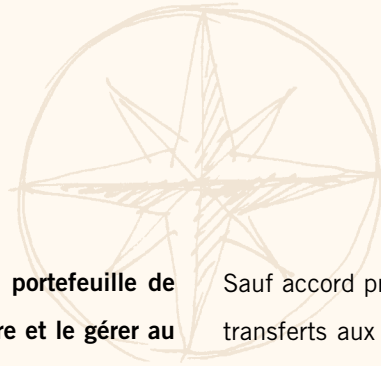 portefeuille de
re et le gérer au
Sauf accord pr
transferts aux